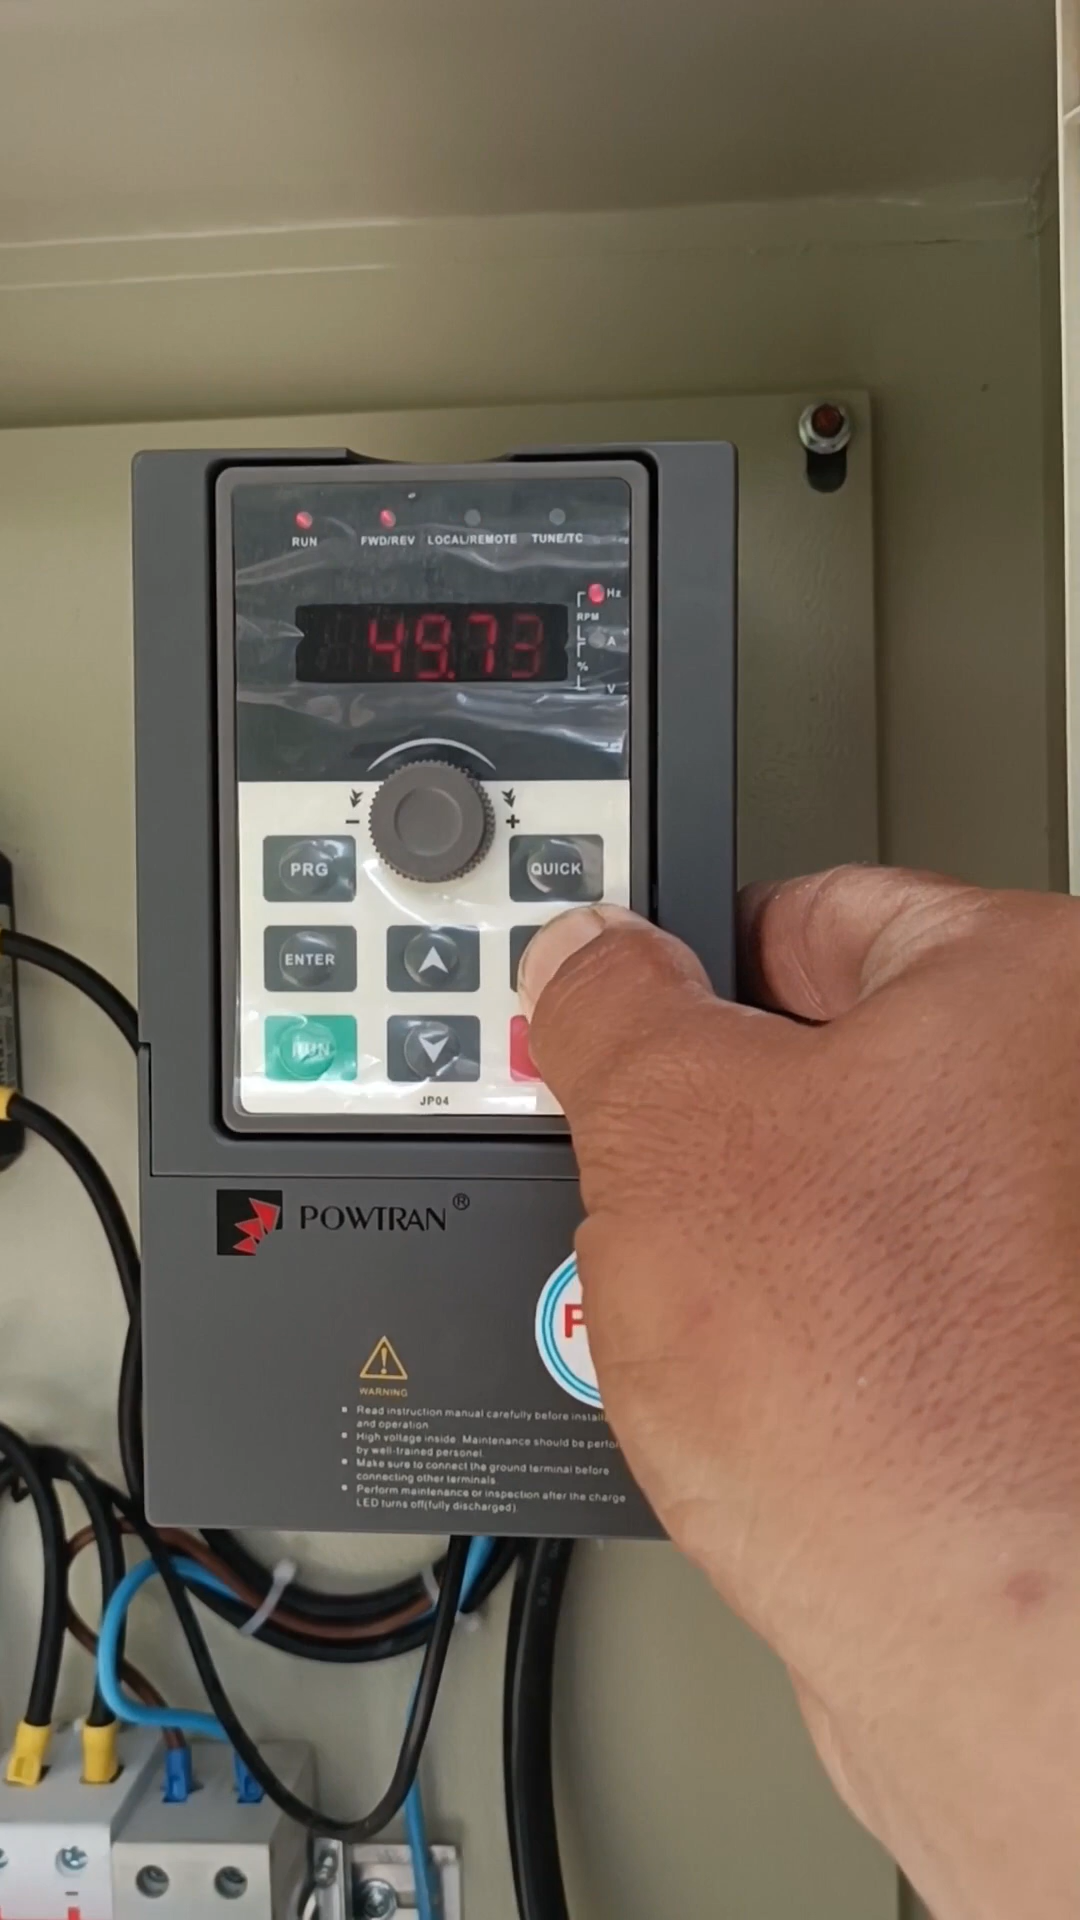 RUN FWD/REV LOCAL/REMOTE TUNE/TC
Hz
RPM
A
%
V
49.73
- +
PRG QUICK
ENTER
RUN
JP04
POWTRAN®
WARNING
Read instruction manual carefully before
and operation
High voltage inside. Maintenance should be
by well-trained personel.
Make sure to connect the ground terminal before
connecting other terminals
Perform maintenance or inspection after the charge
LED turns off(fully discharged)